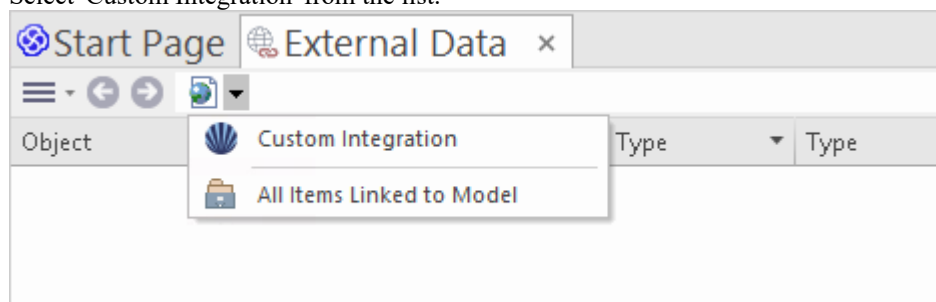 Select 'Custom Integration' from the list.
Start Page External Data ×
Custom Integration
Object Type Type
All Items Linked to Model